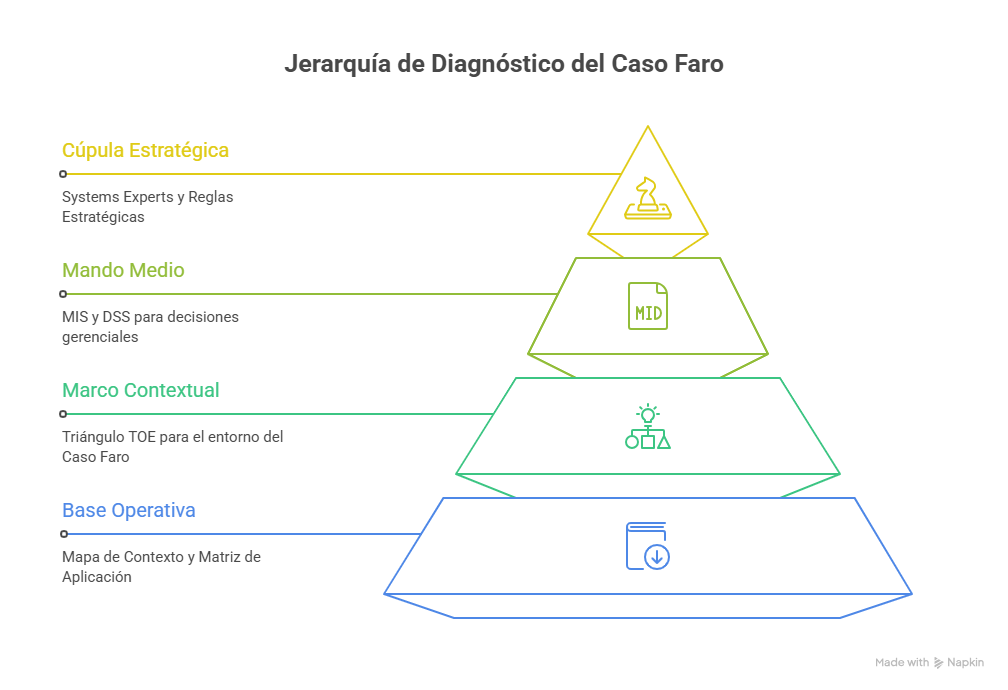 Jerarquía de Diagnóstico del Caso Faro
Cúpula Estratégica
Systems Experts y Reglas
Estratégicas
Mando Medio
MIS y DSS para decisiones
gerenciales
MID
Marco Contextual
Triángulo TOE para el entorno del
Caso Faro
Base Operativa
Mapa de Contexto y Matriz de
Aplicación
Made with Napkin